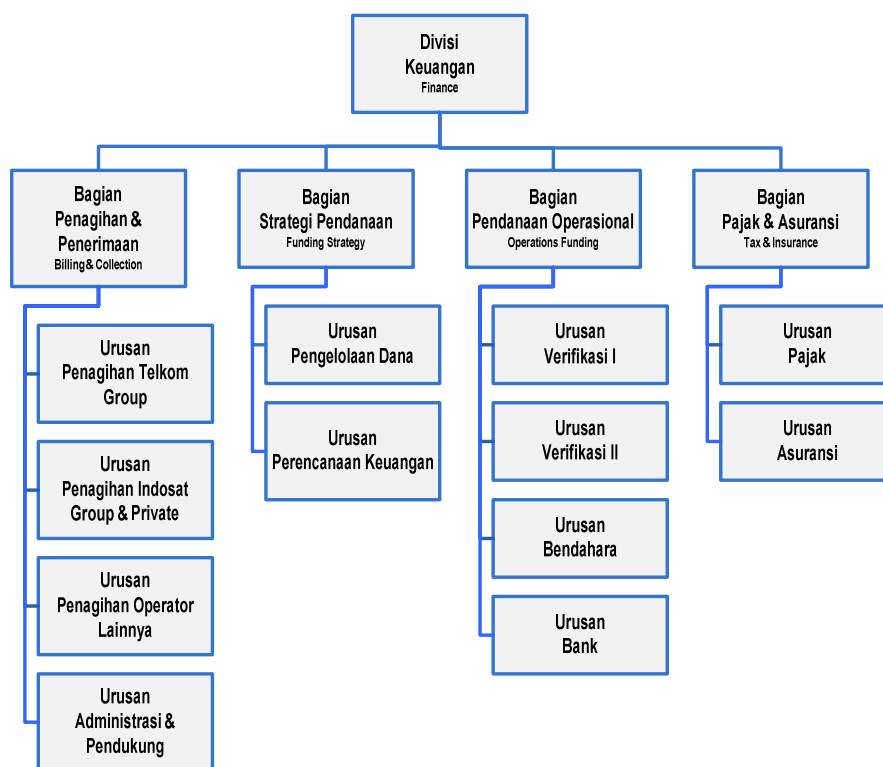 Divisi
Keuangan
Finance
Bagian
Penagihan &
Penerimaan
Billing & Collection
Bagian
Strategi Pendanaan
Funding Strategy
Bagian
Pendanaan Operasional
Operations Funding
Bagian
Pajak & Asuransi
Tax & Insurance
Urusan
Penagihan Telkom
Group
Urusan
Penagihan Indosat
Group & Private
Urusan
Penagihan Operator
Lainnya
Urusan
Administrasi &
Pendukung
Urusan
Pengelolaan Dana
Urusan
Perencanaan Keuangan
Urusan
Verifikasi I
Urusan
Verifikasi II
Urusan
Bendahara
Urusan
Bank
Urusan
Pajak
Urusan
Asuransi